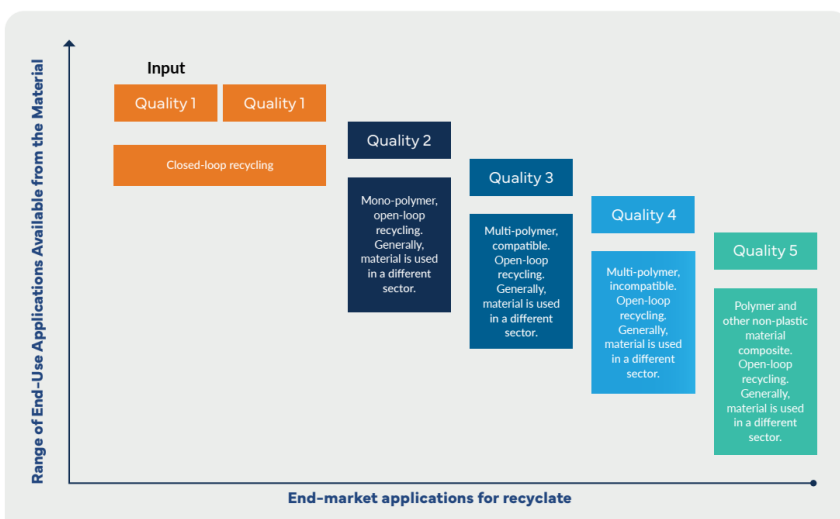 Range of End-Use Applications Available from the Material
Input
Quality 1
Quality 1
Closed-loop recycling
Quality 2
Mono-polymer,
open-loop
recycling.
Generally,
material is used
in a different
sector.
Quality 3
Multi-polymer,
compatible.
Open-loop
recycling.
Generally,
material is used
in a different
sector.
Quality 4
Multi-polymer,
incompatible.
Open-loop
recycling.
Generally,
material is used
in a different
sector.
Quality 5
Polymer and
other non-plastic
material
composite.
Open-loop
recycling.
Generally,
material is used
in a different
sector.
End-market applications for recyclate